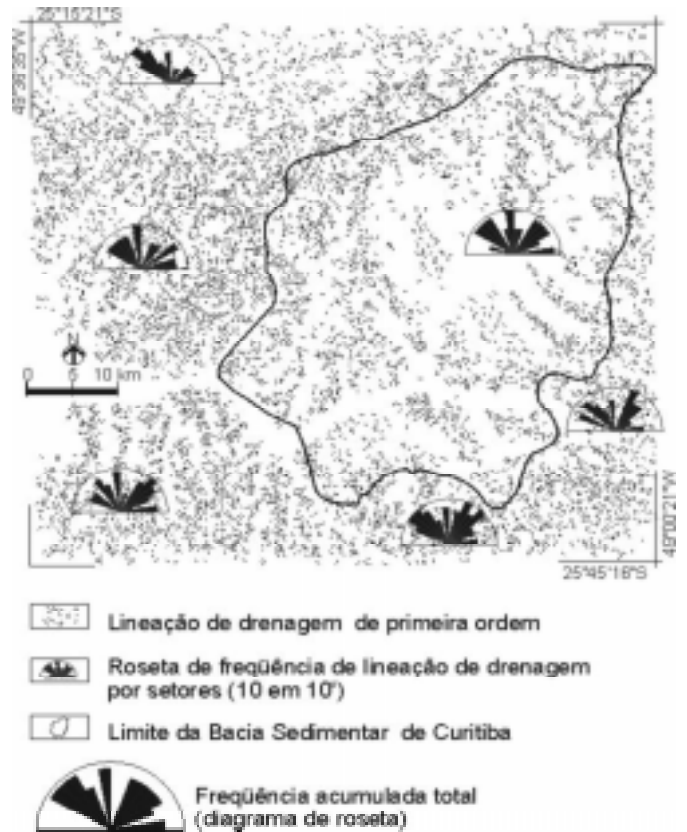 25°15'21"S
49°35'35"W
N
0 5 10 km
49°00'21"W
25°45'16"S
Lineação de drenagem de primeira ordem
Roseta de freqüência de lineação de drenagem
por setores (10 em 10°)
Limite da Bacia Sedimentar de Curitiba
Freqüência acumulada total
(diagrama de roseta)